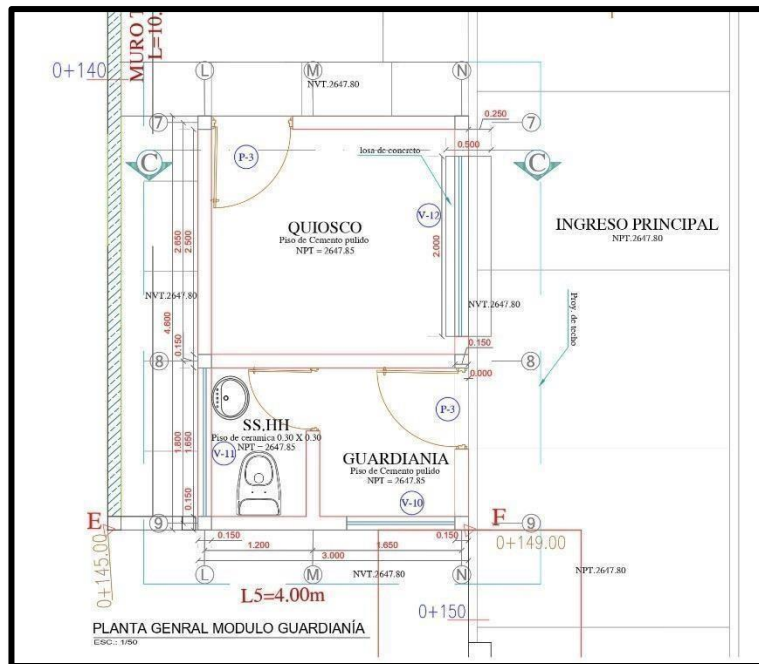 MURO T
L=10.
0+140
L
M
N
NVT.2647.80
7
7
0.250
C
C
P-3
losa de concreto
0.500
V-12
QUIOSCO
Piso de Cemento pulido
NPT = 2647.85
INGRESO PRINCIPAL
NPT.2647.80
2.650
2.500
2.000
NVT.2647.80
NVT.2647.80
4.600
Proy. de techo
0.150
0.150
8
8
0.000
P-3
SS.HH
Piso de ceramica 0.30 X 0.30
NPT = 2647.85
V-11
1.800
1.650
GUARDIANIA
Piso de Cemento pulido
NPT = 2647.85
V-10
0.150
E
9
F
9
0+145.00
0+149.00
0.150
0.150
1.200
1.650
3.000
L
M
N
NVT.2647.80
NPT.2647.80
L5=4.00m
0+150
PLANTA GENRAL MODULO GUARDIANÍA
ESC.: 1/50